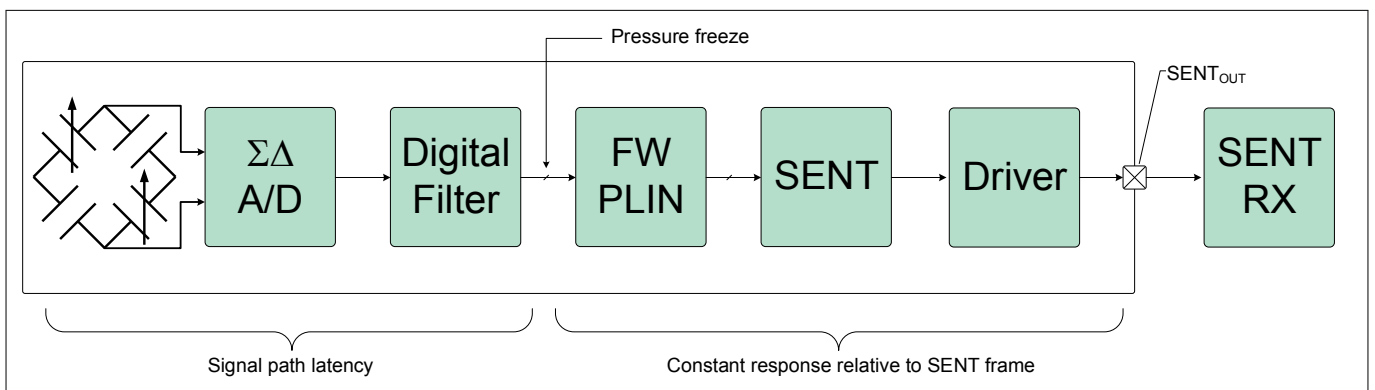 Pressure freeze
SENTOUT
ΣΔ
A/D
Digital
Filter
FW
PLIN
SENT
Driver
SENT
RX
Signal path latency
Constant response relative to SENT frame